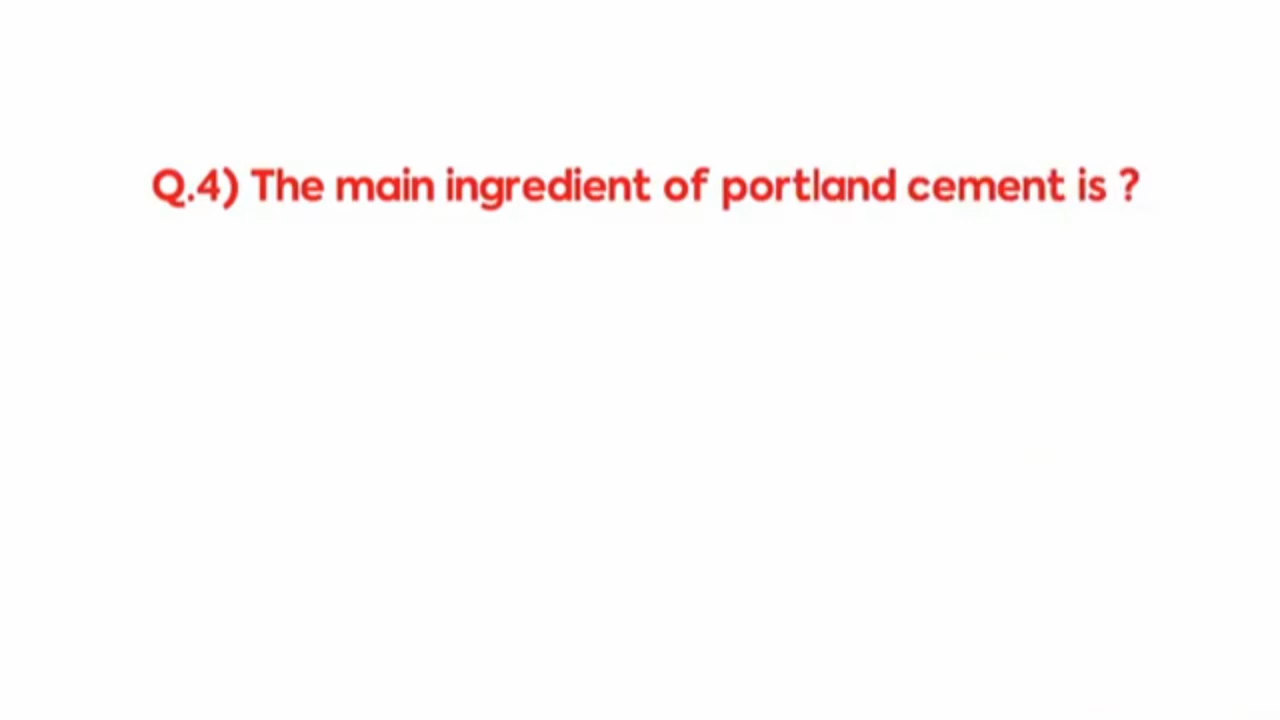 Q.4) The main ingredient of portland cement is ?